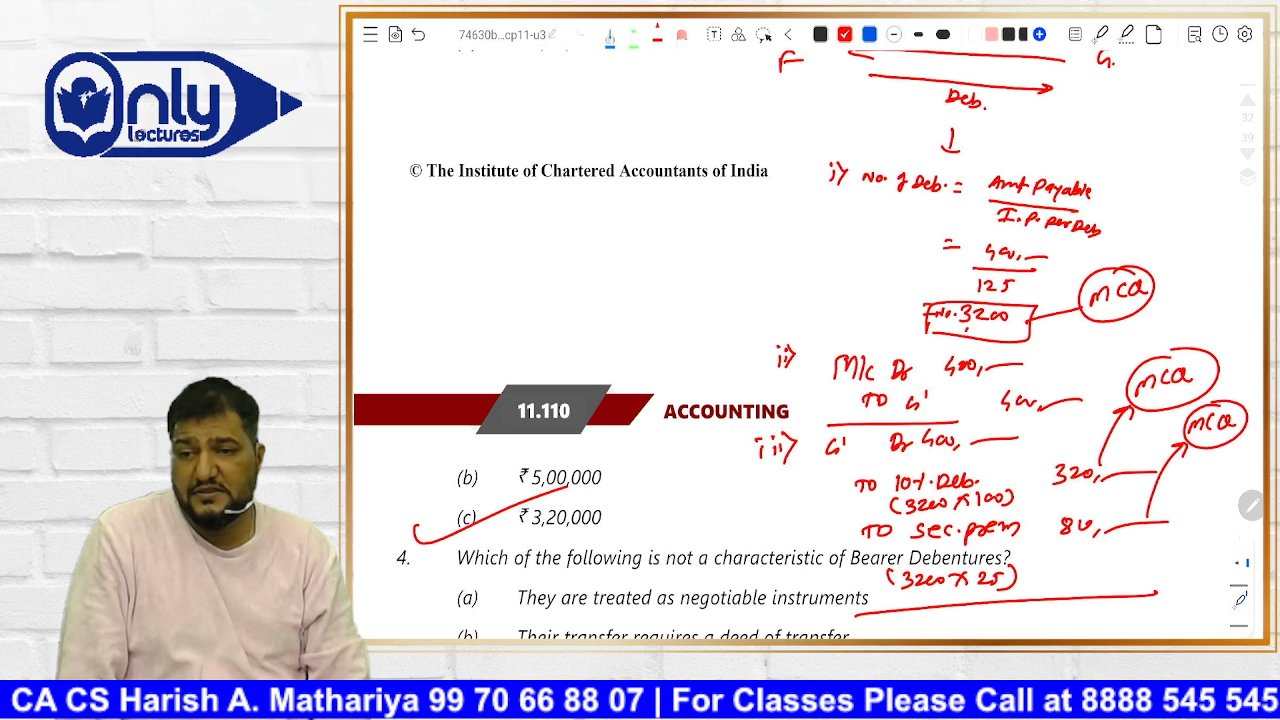 Only
lectures
74630b...cp11-u3
F
G.
Deb.
32
39
© The Institute of Chartered Accountants of India
i) No. of Deb. = Amt Payable
I.P. per Deb
= 400,—
125
No. 3200
MCQ
ii) M/c Dr 400,—
TO G' 400,—
MCQ
iii) G' Dr 400,—
MCQ
TO 10% Deb. 320,—
(3200 X 100)
TO sec. prem 80,—
(3200 X 25)
11.110 ACCOUNTING
(b) ₹ 5,00,000
(c) ₹ 3,20,000
4. Which of the following is not a characteristic of Bearer Debentures?
(a) They are treated as negotiable instruments
(b) Their transfer requires a deed of transfer
CA CS Harish A. Mathariya 99 70 66 88 07 | For Classes Please Call at 8888 545 545